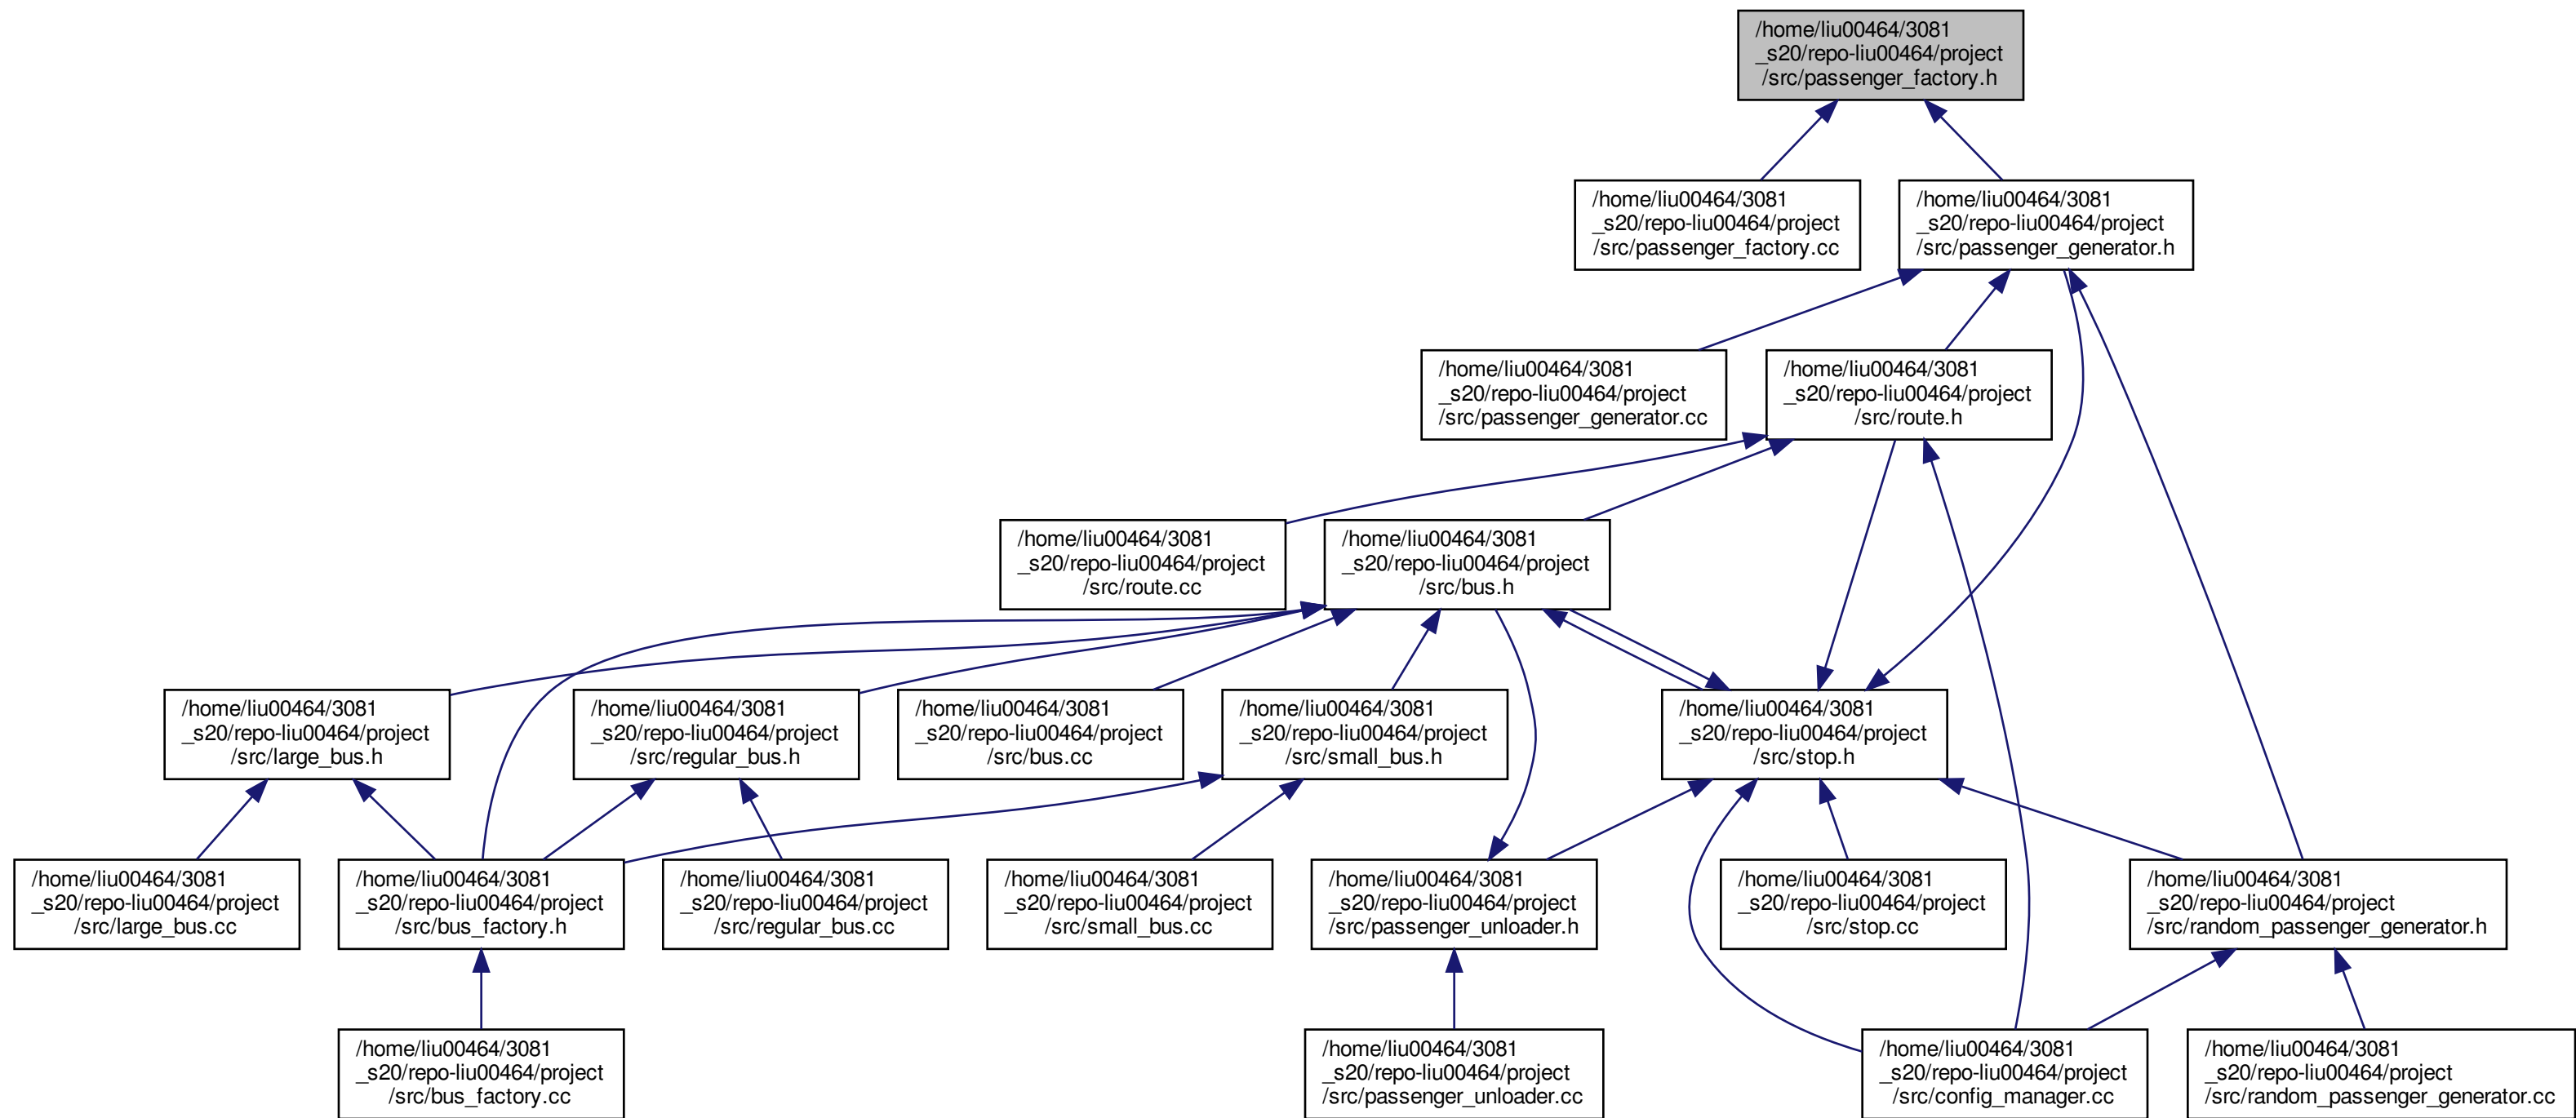 /home/liu00464/3081
_s20/repo-liu00464/project
/src/passenger_factory.h
/home/liu00464/3081
_s20/repo-liu00464/project
/src/passenger_factory.cc
/home/liu00464/3081
_s20/repo-liu00464/project
/src/passenger_generator.h
/home/liu00464/3081
_s20/repo-liu00464/project
/src/passenger_generator.cc
/home/liu00464/3081
_s20/repo-liu00464/project
/src/route.h
/home/liu00464/3081
_s20/repo-liu00464/project
/src/route.cc
/home/liu00464/3081
_s20/repo-liu00464/project
/src/bus.h
/home/liu00464/3081
_s20/repo-liu00464/project
/src/large_bus.h
/home/liu00464/3081
_s20/repo-liu00464/project
/src/regular_bus.h
/home/liu00464/3081
_s20/repo-liu00464/project
/src/bus.cc
/home/liu00464/3081
_s20/repo-liu00464/project
/src/small_bus.h
/home/liu00464/3081
_s20/repo-liu00464/project
/src/stop.h
/home/liu00464/3081
_s20/repo-liu00464/project
/src/large_bus.cc
/home/liu00464/3081
_s20/repo-liu00464/project
/src/bus_factory.h
/home/liu00464/3081
_s20/repo-liu00464/project
/src/regular_bus.cc
/home/liu00464/3081
_s20/repo-liu00464/project
/src/small_bus.cc
/home/liu00464/3081
_s20/repo-liu00464/project
/src/passenger_unloader.h
/home/liu00464/3081
_s20/repo-liu00464/project
/src/stop.cc
/home/liu00464/3081
_s20/repo-liu00464/project
/src/random_passenger_generator.h
/home/liu00464/3081
_s20/repo-liu00464/project
/src/bus_factory.cc
/home/liu00464/3081
_s20/repo-liu00464/project
/src/passenger_unloader.cc
/home/liu00464/3081
_s20/repo-liu00464/project
/src/config_manager.cc
/home/liu00464/3081
_s20/repo-liu00464/project
/src/random_passenger_generator.cc